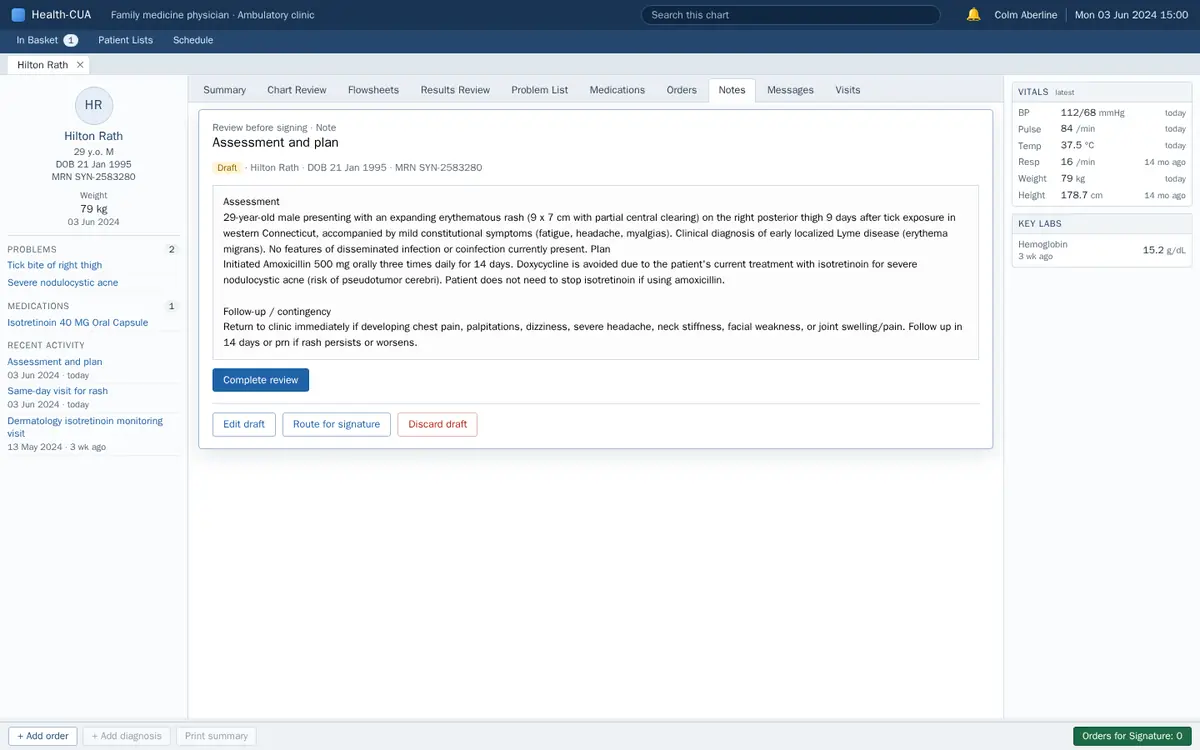 Health-CUA
Family medicine physician · Ambulatory clinic
Search this chart
Colm Aberline
Mon 03 Jun 2024 15:00
In Basket 1
Patient Lists
Schedule
Hilton Rath ×
HR
Hilton Rath
29 y.o. M
DOB 21 Jan 1995
MRN SYN-2583280
Weight
79 kg
03 Jun 2024
PROBLEMS 2
Tick bite of right thigh
Severe nodulocystic acne
MEDICATIONS 1
Isotretinoin 40 MG Oral Capsule
RECENT ACTIVITY
Assessment and plan
03 Jun 2024 · today
Same-day visit for rash
03 Jun 2024 · today
Dermatology isotretinoin monitoring
visit
13 May 2024 · 3 wk ago
Summary
Chart Review
Flowsheets
Results Review
Problem List
Medications
Orders
Notes
Messages
Visits
Review before signing · Note
Assessment and plan
Draft · Hilton Rath · DOB 21 Jan 1995 · MRN SYN-2583280
Assessment
29-year-old male presenting with an expanding erythematous rash (9 x 7 cm with partial central clearing) on the right posterior thigh 9 days after tick exposure in
western Connecticut, accompanied by mild constitutional symptoms (fatigue, headache, myalgias). Clinical diagnosis of early localized Lyme disease (erythema
migrans). No features of disseminated infection or coinfection currently present. Plan
Initiated Amoxicillin 500 mg orally three times daily for 14 days. Doxycycline is avoided due to the patient's current treatment with isotretinoin for severe
nodulocystic acne (risk of pseudotumor cerebri). Patient does not need to stop isotretinoin if using amoxicillin.
Follow-up / contingency
Return to clinic immediately if developing chest pain, palpitations, dizziness, severe headache, neck stiffness, facial weakness, or joint swelling/pain. Follow up in
14 days or prn if rash persists or worsens.
Complete review
Edit draft
Route for signature
Discard draft
VITALS latest
BP 112/68 mmHg today
Pulse 84 /min today
Temp 37.5 °C today
Resp 16 /min 14 mo ago
Weight 79 kg today
Height 178.7 cm 14 mo ago
KEY LABS
Hemoglobin
3 wk ago
15.2 g/dL
+ Add order
+ Add diagnosis
Print summary
Orders for Signature: 0